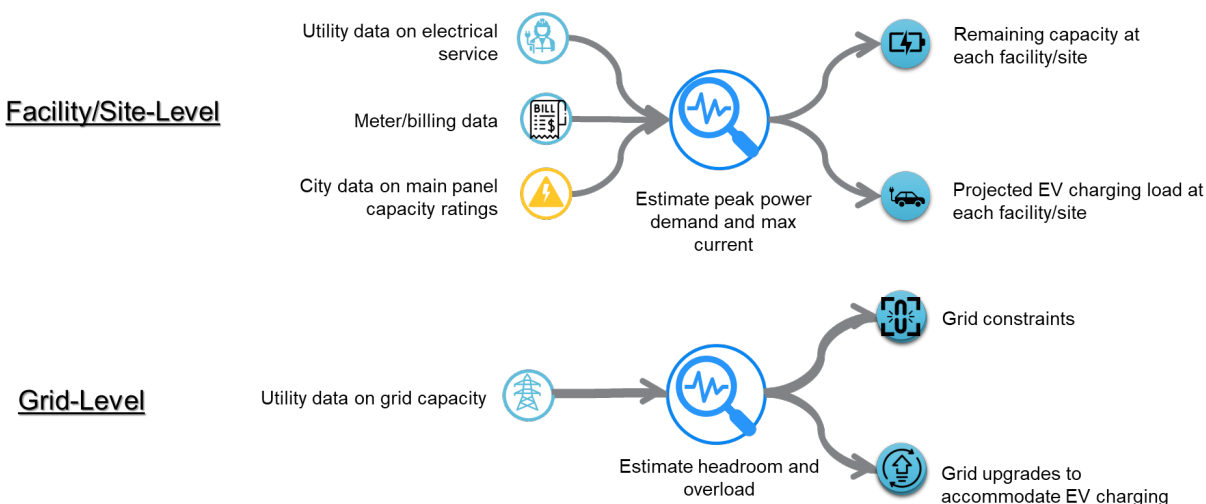 Utility data on electrical
service
Remaining capacity at
each facility/site
Facility/Site-Level
Meter/billing data
BILL
$
City data on main panel
capacity ratings
Estimate peak power
demand and max
current
Projected EV charging load at
each facility/site
Grid constraints
Grid-Level
Utility data on grid capacity
Estimate headroom and
overload
Grid upgrades to
accommodate EV charging